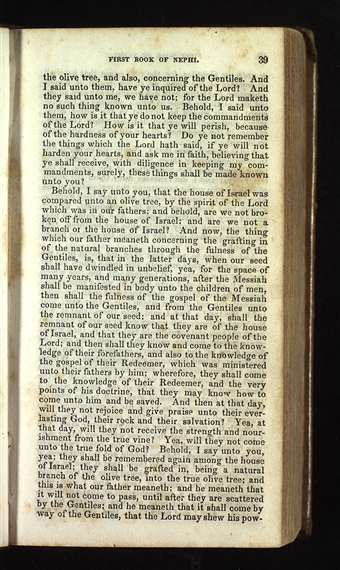 FIRST BOOK OF NEPHI. 39
the olive tree, and also, concerning the Gentiles. And
I said unto them, have ye inquired of the Lord? And
they said unto me, we have not; for the Lord maketh
no such thing known unto us. Behold, I said unto
them, how is it that ye do not keep the commandments
of the Lord? How is it that ye will perish, because
of the hardness of your hearts? Do ye not remember
the things which the Lord hath said, if ye will not
harden your hearts, and ask me in faith, believing that
ye shall receive, with diligence in keeping my com-
mandments, surely, these things shall be made known
unto you?
Behold, I say unto you, that the house of Israel was
compared unto an olive tree, by the spirit of the Lord
which was in our fathers; and behold, are we not bro-
ken off from the house of Israel; and are we not a
branch of the house of Israel? And now, the thing
which our father meaneth concerning the grafting in
of the natural branches through the fulness of the
Gentiles, is, that in the latter days, when our seed
shall have dwindled in unbelief, yea, for the space of
many years, and many generations, after the Messiah
shall be manifested in body unto the children of men,
then shall the fulness of the gospel of the Messiah
come unto the Gentiles, and from the Gentiles unto
the remnant of our seed; and at that day, shall the
remnant of our seed know that they are of the house
of Israel, and that they are the covenant people of the
Lord; and then shall they know and come to the know-
ledge of their forefathers, and also to the knowledge of
the gospel of their Redeemer, which was ministered
unto their fathers by him; wherefore, they shall come
to the knowledge of their Redeemer, and the very
points of his doctrine, that they may know how to
come unto him and be saved. And then at that day,
will they not rejoice and give praise unto their ever-
lasting God, their rock and their salvation? Yea, at
that day, will they not receive the strength and nour-
ishment from the true vine? Yea, will they not come
unto the true fold of God? Behold, I say unto you,
yea; they shall be remembered again among the house
of Israel; they shall be grafted in, being a natural
branch of the olive tree, into the true olive tree; and
this is what our father meaneth; and he meaneth that
it will not come to pass, until after they are scattered
by the Gentiles; and he meaneth that it shall come by
way of the Gentiles, that the Lord may shew his pow-